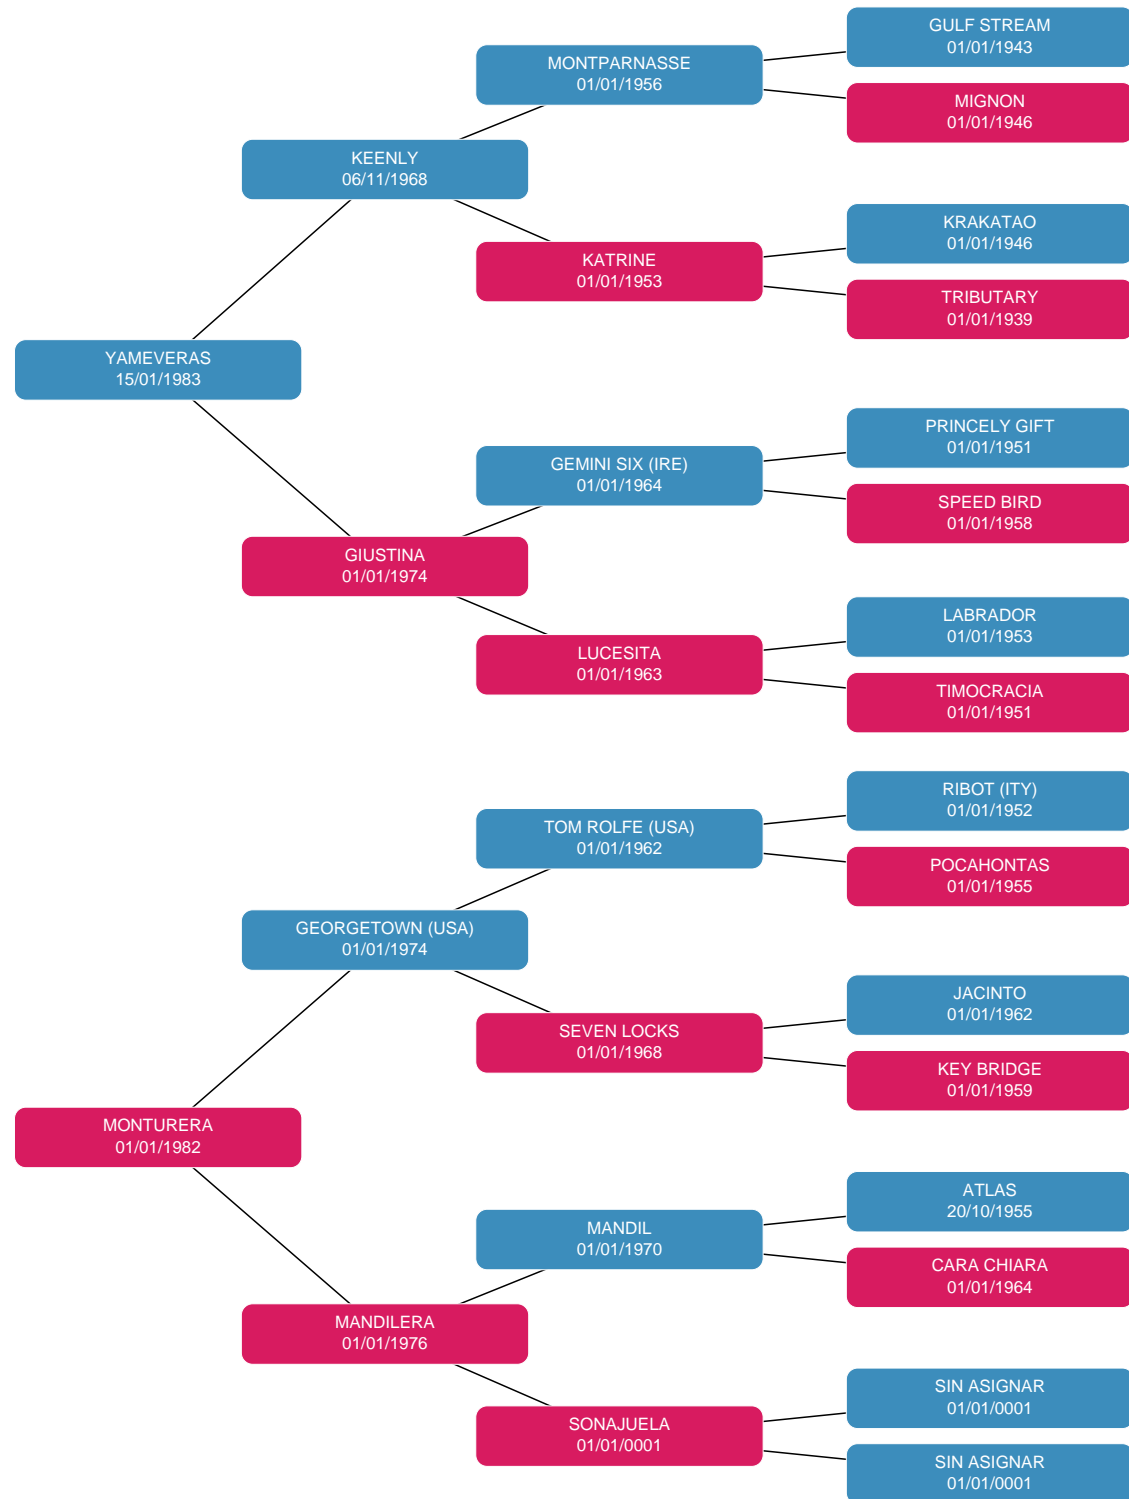 GULF STREAM
01/01/1943
MONTPARNASSE
01/01/1956
MIGNON
01/01/1946
KEENLY
06/11/1968
KRAKATAO
01/01/1946
KATRINE
01/01/1953
TRIBUTARY
01/01/1939
YAMEVERAS
15/01/1983
PRINCELY GIFT
01/01/1951
GEMINI SIX (IRE)
01/01/1964
SPEED BIRD
01/01/1958
GIUSTINA
01/01/1974
LABRADOR
01/01/1953
LUCESITA
01/01/1963
TIMOCRACIA
01/01/1951
RIBOT (ITY)
01/01/1952
TOM ROLFE (USA)
01/01/1962
POCAHONTAS
01/01/1955
GEORGETOWN (USA)
01/01/1974
JACINTO
01/01/1962
SEVEN LOCKS
01/01/1968
KEY BRIDGE
01/01/1959
MONTURERA
01/01/1982
ATLAS
20/10/1955
MANDIL
01/01/1970
CARA CHIARA
01/01/1964
MANDILERA
01/01/1976
SIN ASIGNAR
01/01/0001
SONAJUELA
01/01/0001
SIN ASIGNAR
01/01/0001